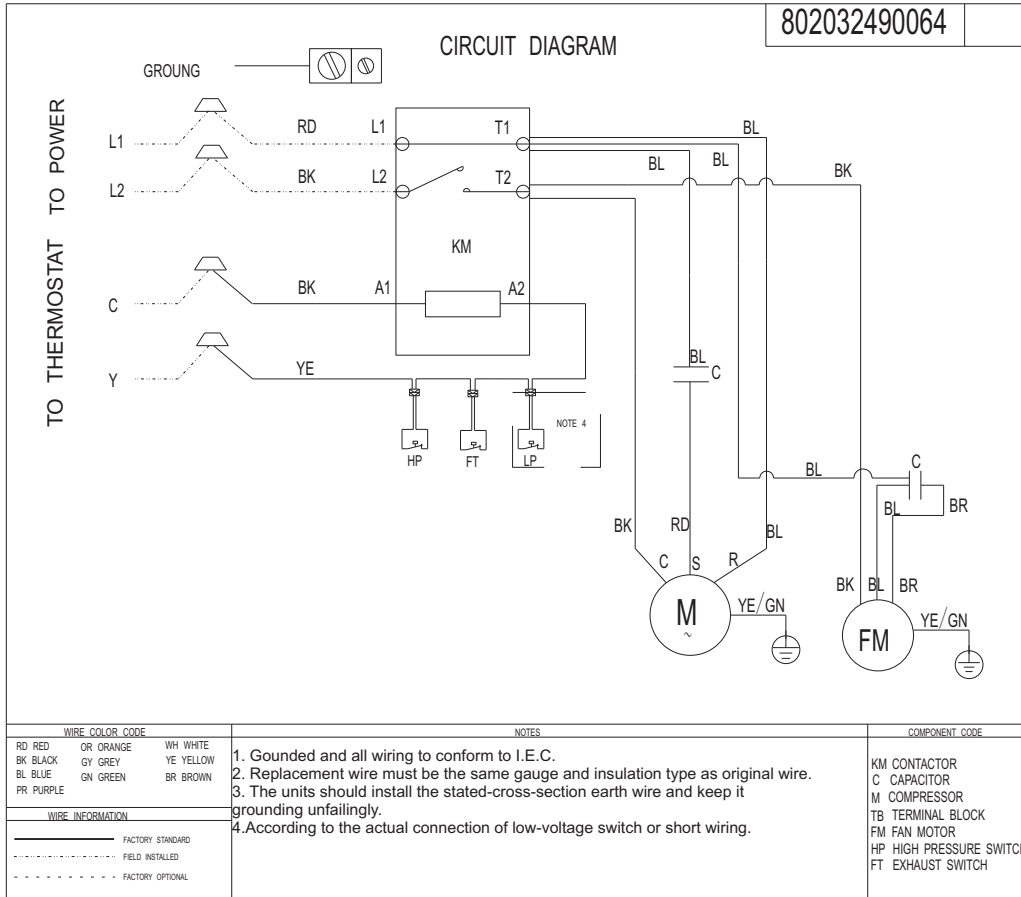 802032490064
CIRCUIT DIAGRAM
GROUNG
TO THERMOSTAT TO POWER
L1 RD L1 T1 BL
BL BL
L2 BK L2 T2 BK
KM
C BK A1 A2
Y YE
BL C
NOTE 4
HP FT LP
BL C
BL BR
BK RD BL
C S R
BK BL BR
M YE/GN
~
FM YE/GN
WIRE COLOR CODE
RD RED OR ORANGE WH WHITE
BK BLACK GY GREY YE YELLOW
BL BLUE GN GREEN BR BROWN
PR PURPLE
WIRE INFORMATION
FACTORY STANDARD
FIELD INSTALLED
FACTORY OPTIONAL
NOTES
1. Gounded and all wiring to conform to I.E.C.
2. Replacement wire must be the same gauge and insulation type as original wire.
3. The units should install the stated-cross-section earth wire and keep it
grounding unfailingly.
4.According to the actual connection of low-voltage switch or short wiring.
COMPONENT CODE
KM CONTACTOR
C CAPACITOR
M COMPRESSOR
TB TERMINAL BLOCK
FM FAN MOTOR
HP HIGH PRESSURE SWITCH
FT EXHAUST SWITCH